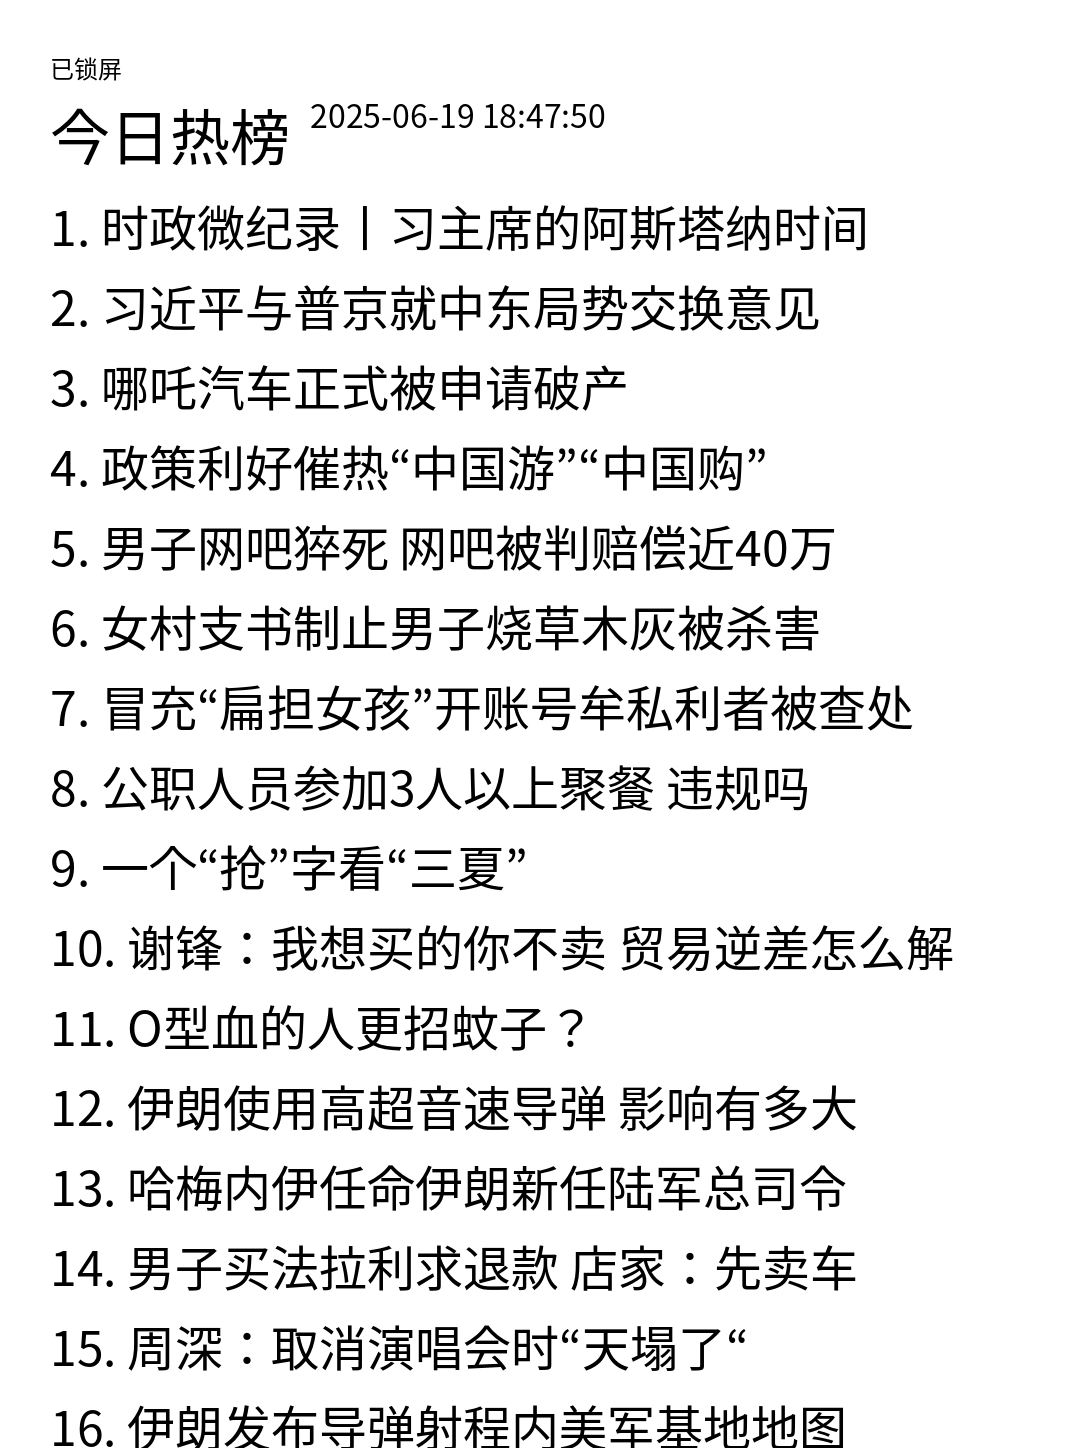 已锁屏
今日热榜 2025-06-19 18:47:50
1. 时政微纪录丨习主席的阿斯塔纳时间
2. 习近平与普京就中东局势交换意见
3. 哪吒汽车正式被申请破产
4. 政策利好催热“中国游”“中国购”
5. 男子网吧猝死 网吧被判赔偿近40万
6. 女村支书制止男子烧草木灰被杀害
7. 冒充“扁担女孩”开账号牟私利者被查处
8. 公职人员参加3人以上聚餐 违规吗
9. 一个“抢”字看“三夏”
10. 谢锋：我想买的你不卖 贸易逆差怎么解
11. O型血的人更招蚊子？
12. 伊朗使用高超音速导弹 影响有多大
13. 哈梅内伊任命伊朗新任陆军总司令
14. 男子买法拉利求退款 店家：先卖车
15. 周深：取消演唱会时“天塌了“
16. 伊朗发布导弹射程内美军基地地图